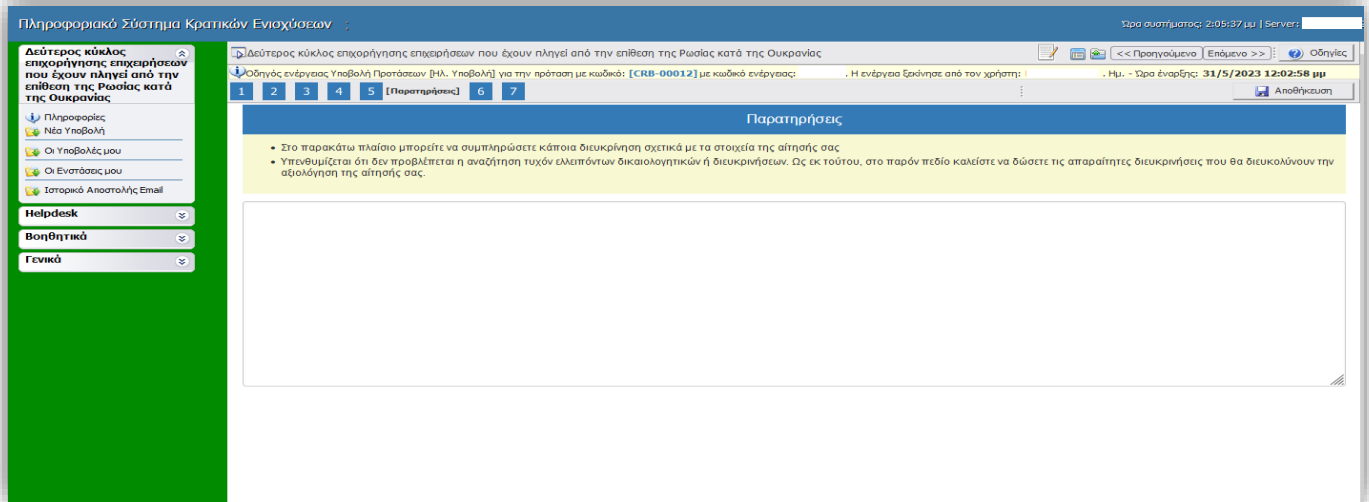 Πληροφοριακό Σύστημα Κρατικών Ενισχύσεων
Ώρα συστήματος: 2:05:37 μμ | Server:
Δεύτερος κύκλος
επιχορήγησης επιχειρήσεων
που έχουν πληγεί από την
επίθεση της Ρωσίας κατά
της Ουκρανίας
Πληροφορίες
Νέα Υποβολή
Οι Υποβολές μου
Οι Ενστάσεις μου
Ιστορικό Αποστολής Email
Helpdesk
Βοηθητικά
Γενικά
Δεύτερος κύκλος επιχορήγησης επιχειρήσεων που έχουν πληγεί από την επίθεση της Ρωσίας κατά της Ουκρανίας
<< Προηγούμενο Επόμενο >> Οδηγίες
Οδηγός ενέργειας Υποβολή Προτάσεων [Ηλ. Υποβολή] για την πρόταση με κωδικό: [CRB-00012] με κωδικό ενέργειας: . Η ενέργεια ξεκίνησε από τον χρήστη: . Ημ. - Ώρα έναρξης: 31/5/2023 12:02:58 μμ
1 2 3 4 5 [Παρατηρήσεις] 6 7 Αποθήκευση
Παρατηρήσεις
• Στο παρακάτω πλαίσιο μπορείτε να συμπληρώσετε κάποια διευκρίνηση σχετικά με τα στοιχεία της αίτησής σας
• Υπενθυμίζεται ότι δεν προβλέπεται η αναζήτηση τυχόν ελλειπόντων δικαιολογητικών ή διευκρινήσεων. Ως εκ τούτου, στο παρόν πεδίο καλείστε να δώσετε τις απαραίτητες διευκρινήσεις που θα διευκολύνουν την
αξιολόγηση της αίτησής σας.